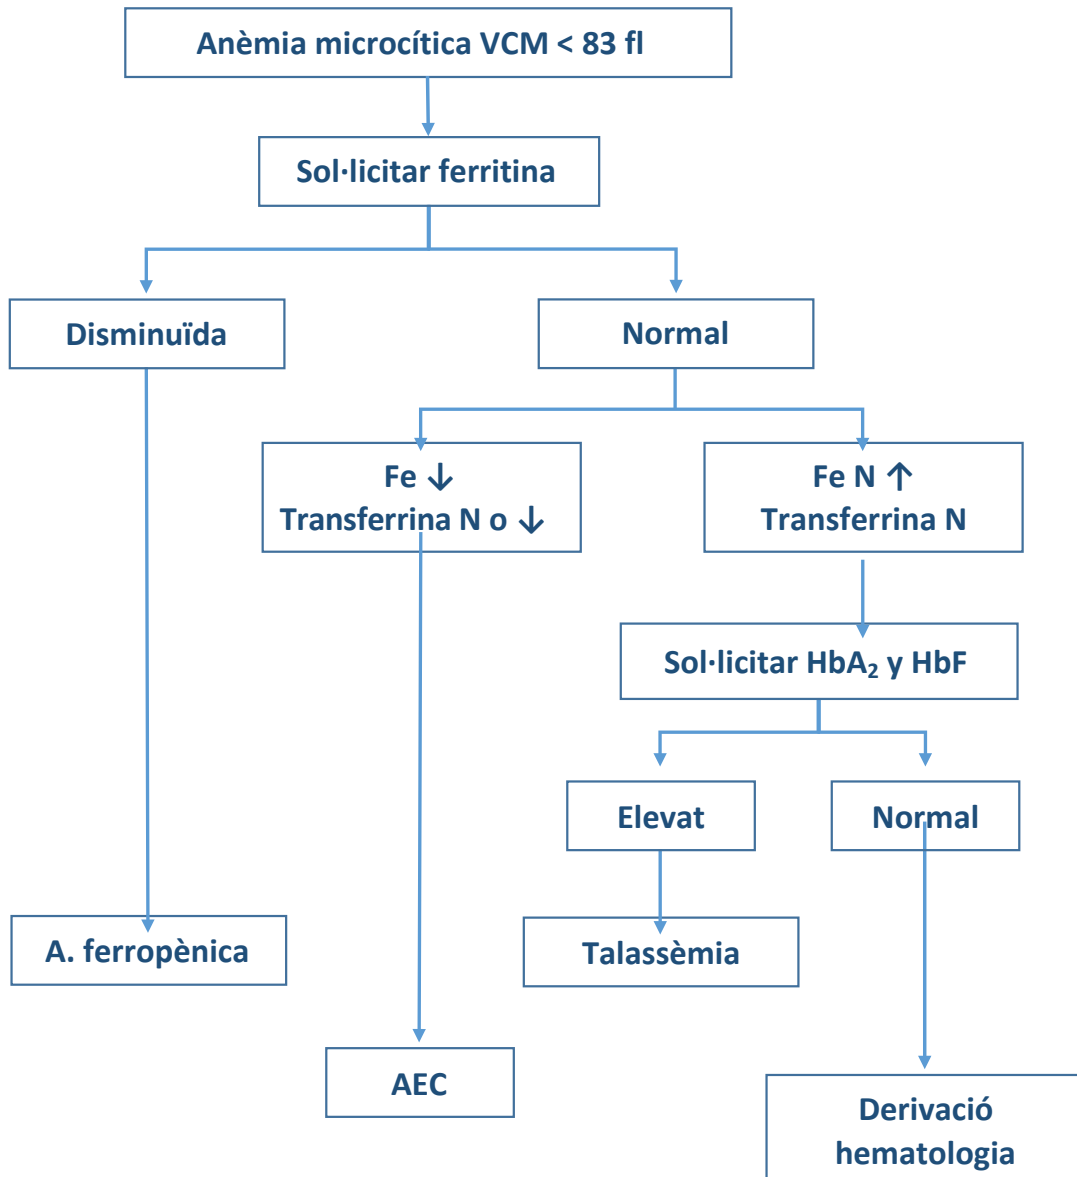 Anèmia microcítica VCM < 83 fl
Sol·licitar ferritina
Disminuïda
Normal
Fe ↓
Transferrina N o ↓
Fe N ↑
Transferrina N
Sol·licitar HbA₂ y HbF
Elevat
Normal
A. ferropènica
Talassèmia
AEC
Derivació
hematologia